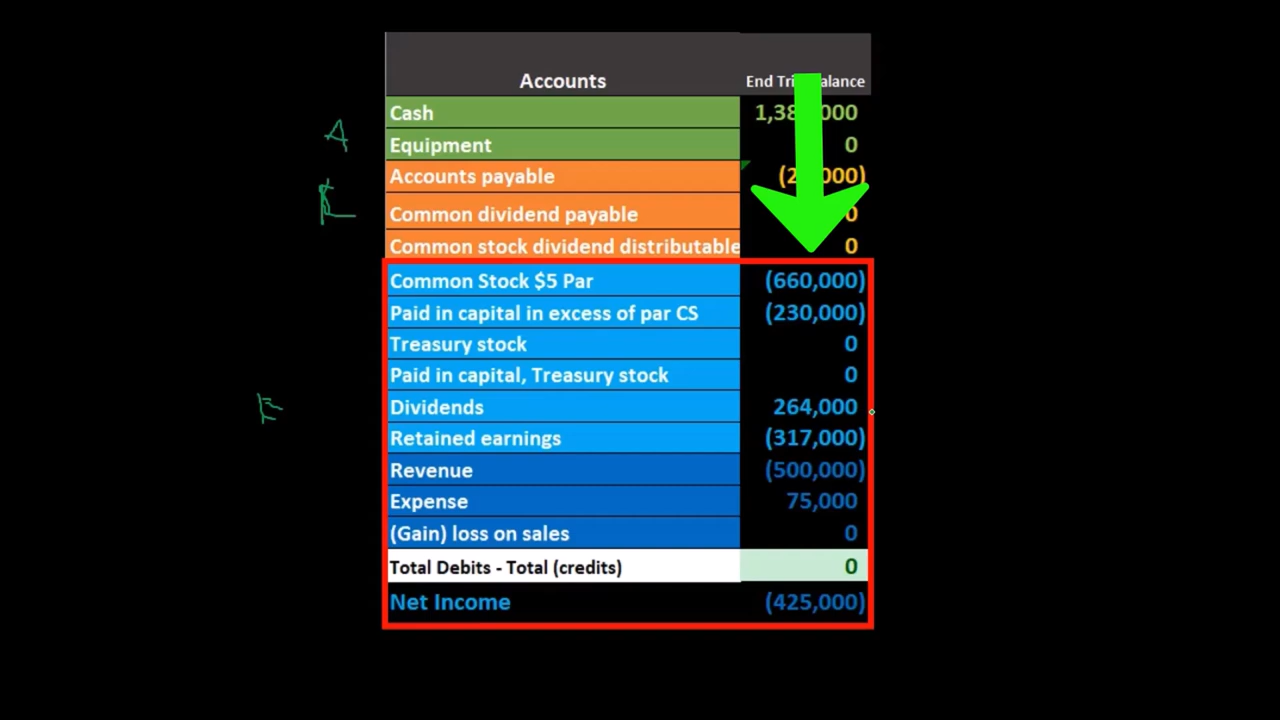 Accounts End Trial Balance
Cash
A
Equipment 0
Accounts payable
L
Common dividend payable 0
Common stock dividend distributable 0
Common Stock $5 Par (660,000)
Paid in capital in excess of par CS (230,000)
Treasury stock 0
Paid in capital, Treasury stock 0
E
Dividends 264,000
Retained earnings (317,000)
Revenue (500,000)
Expense 75,000
(Gain) loss on sales 0
Total Debits - Total (credits) 0
Net Income (425,000)